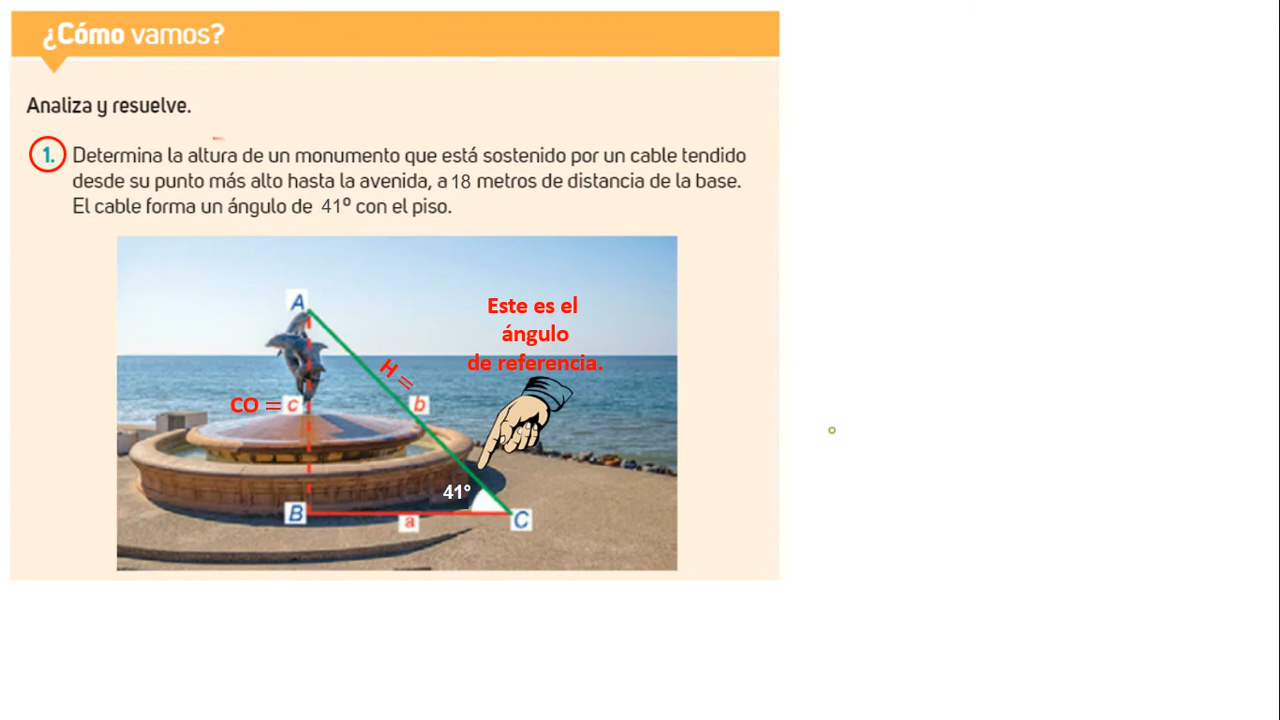 ¿Cómo vamos?
Analiza y resuelve.
1. Determina la altura de un monumento que está sostenido por un cable tendido
desde su punto más alto hasta la avenida, a 18 metros de distancia de la base.
El cable forma un ángulo de 41º con el piso.
A
Este es el
ángulo
de referencia.
H =
CO = c
b
41°
B
a
C